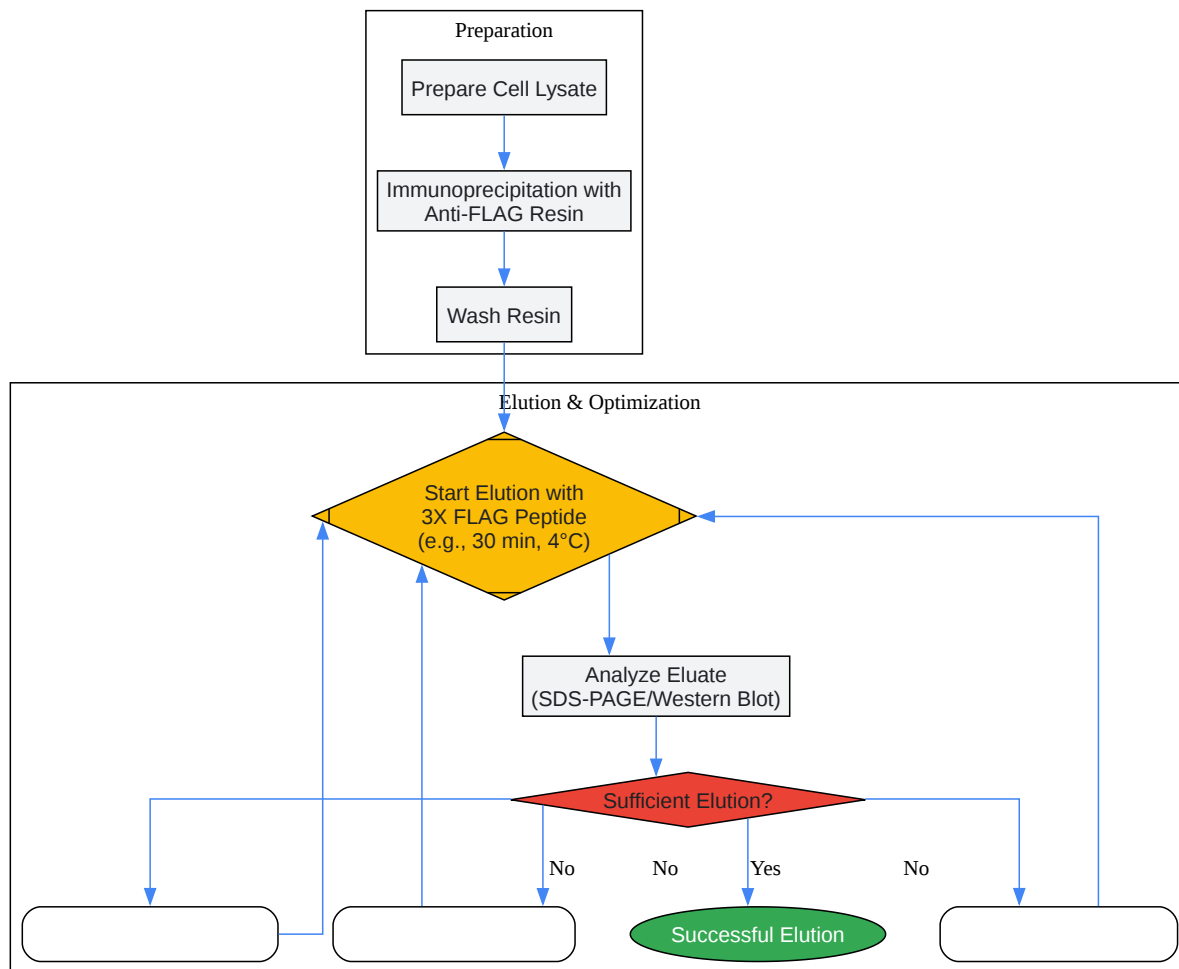 Preparation
Prepare Cell Lysate
Immunoprecipitation with
Anti-FLAG Resin
Wash Resin
Elution & Optimization
Start Elution with
3X FLAG Peptide
(e.g., 30 min, 4°C)
Analyze Eluate
(SDS-PAGE/Western Blot)
Sufficient Elution?
No
No
Yes
No
Successful Elution